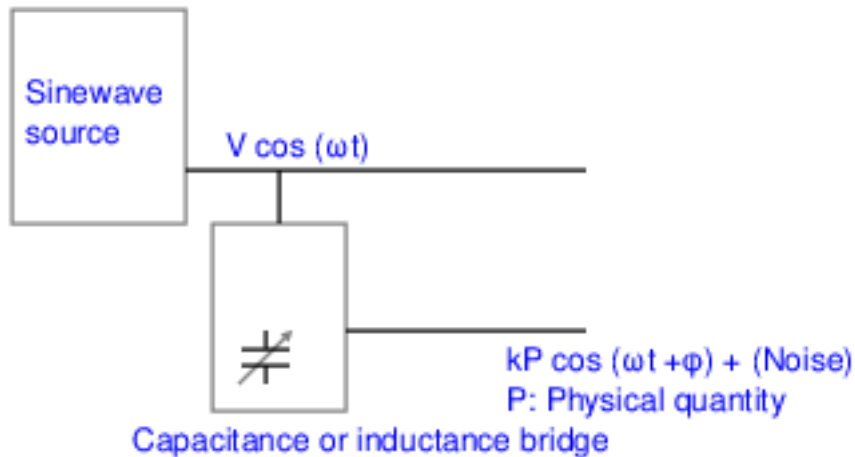 Sinewave
source
V cos (ωt)
kP cos (ωt +φ) + (Noise)
P: Physical quantity
Capacitance or inductance bridge